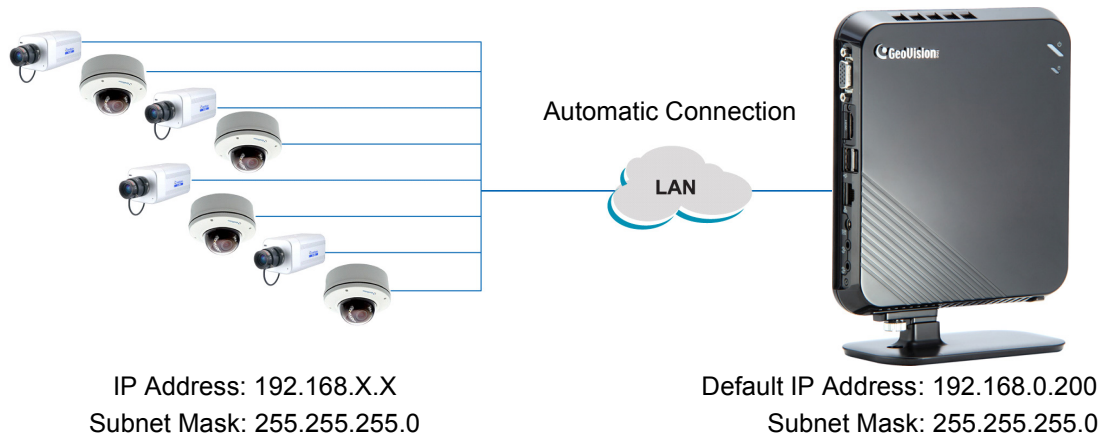 GeoVision
Automatic Connection
LAN
IP Address: 192.168.X.X
Subnet Mask: 255.255.255.0
Default IP Address: 192.168.0.200
Subnet Mask: 255.255.255.0